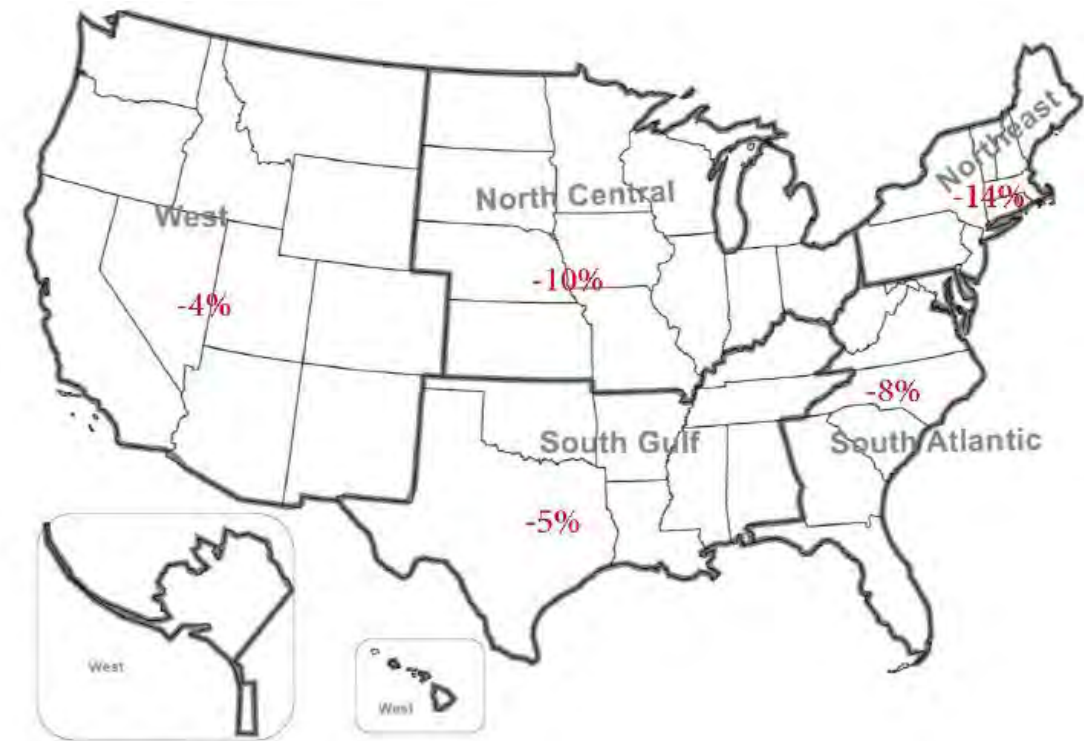 Northeast
-14%
North Central
West
-10%
-4%
-8%
South Gulf
South Atlantic
-5%
West
West